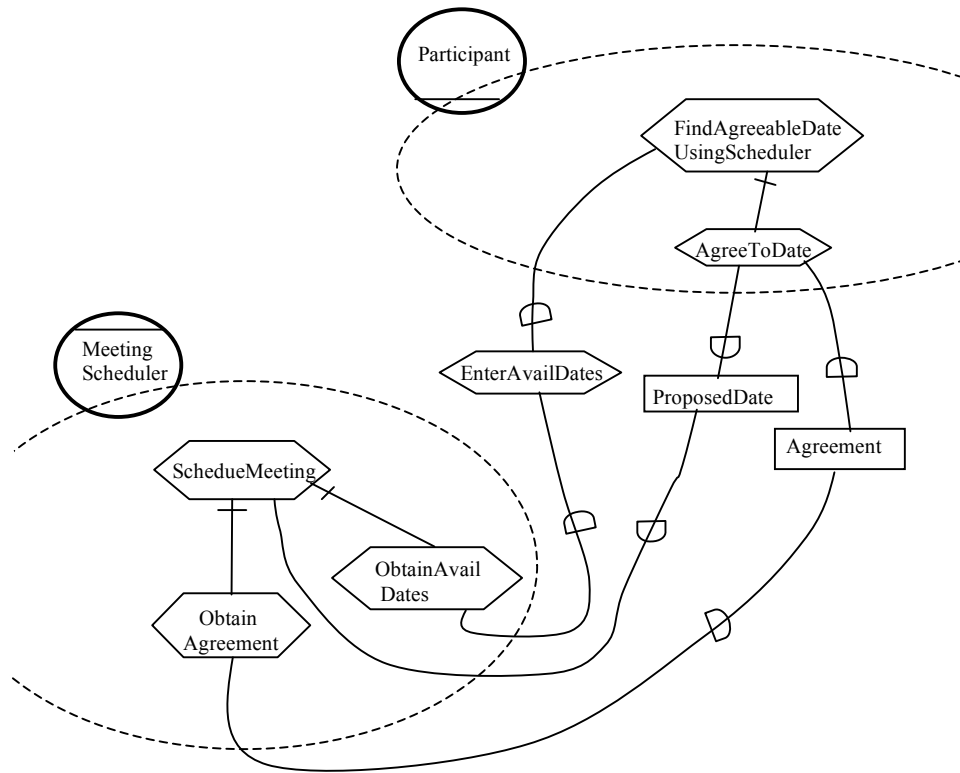 Participant
FindAgreeableDate
UsingScheduler
AgreeToDate
Meeting
Scheduler
EnterAvailDates
ProposedDate
Agreement
SchedueMeeting
ObtainAvail
Dates
Obtain
Agreement